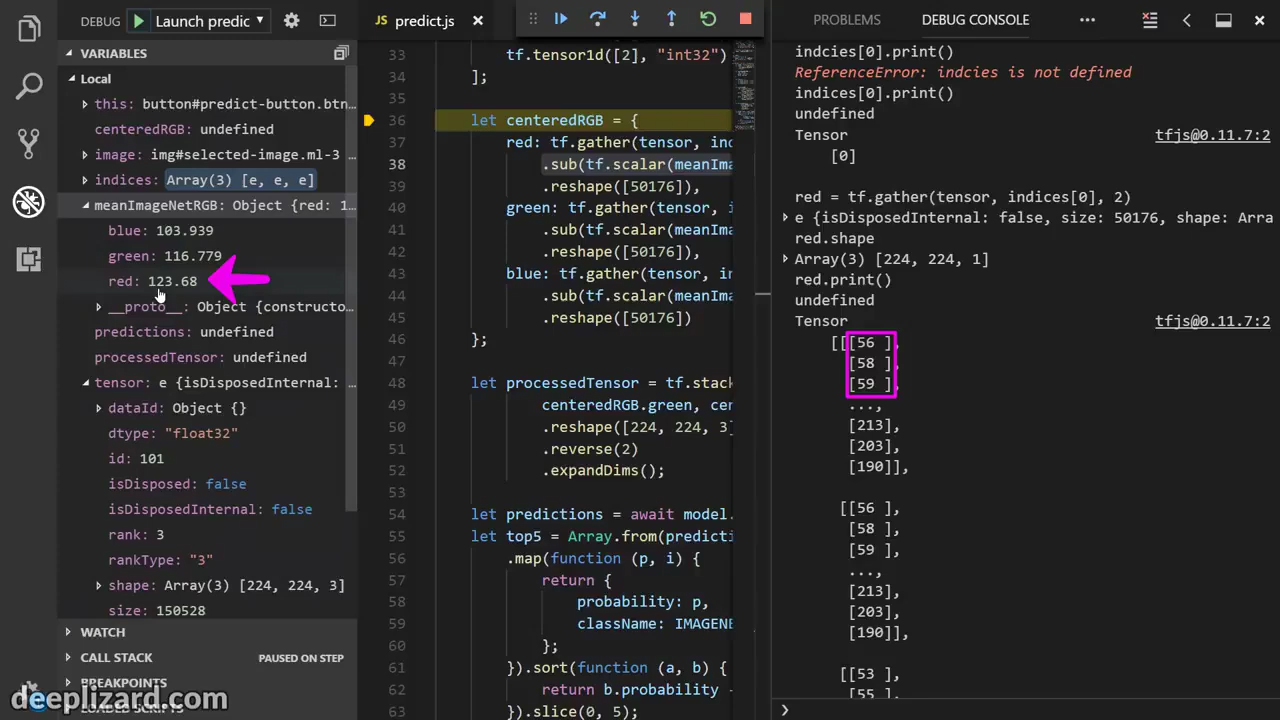 DEBUG
Launch predic
VARIABLES
Local
this: button#predict-button.btn...
centeredRGB: undefined
image: img#selected-image.ml-3 ...
indices: Array(3) [e, e, e]
meanImageNetRGB: Object {red: 1...
blue: 103.939
green: 116.779
red: 123.68
__proto__: Object {constructo...
predictions: undefined
processedTensor: undefined
tensor: e {isDisposedInternal: ...
dataId: Object {}
dtype: "float32"
id: 101
isDisposed: false
isDisposedInternal: false
rank: 3
rankType: "3"
shape: Array(3) [224, 224, 3]
size: 150528
WATCH
CALL STACK
PAUSED ON STEP
BREAKPOINTS
LOADED SCRIPTS
deeplizard.com
JS predict.js
33 tf.tensor1d([2], "int32")
34 ];
35
36 let centeredRGB = {
37 red: tf.gather(tensor, ind
38 .sub(tf.scalar(meanIma
39 .reshape([50176]),
40 green: tf.gather(tensor, i
41 .sub(tf.scalar(meanIma
42 .reshape([50176]),
43 blue: tf.gather(tensor, in
44 .sub(tf.scalar(meanIma
45 .reshape([50176])
46 };
47
48 let processedTensor = tf.stack
49 centeredRGB.green, cen
50 .reshape([224, 224, 3]
51 .reverse(2)
52 .expandDims();
53
54 let predictions = await model.
55 let top5 = Array.from(predicti
56 .map(function (p, i) {
57 return {
58 probability: p,
59 className: IMAGENE
60 };
61 }).sort(function (a, b) {
62 return b.probability -
63 }).slice(0, 5);
PROBLEMS
DEBUG CONSOLE
indcies[0].print()
ReferenceError: indcies is not defined
indices[0].print()
undefined
Tensor
tfjs@0.11.7:2
[0]
red = tf.gather(tensor, indices[0], 2)
e {isDisposedInternal: false, size: 50176, shape: Arra
red.shape
Array(3) [224, 224, 1]
red.print()
undefined
Tensor
tfjs@0.11.7:2
[[[56 ],
[58 ],
[59 ],
...,
[213],
[203],
[190]],
[[56 ],
[58 ],
[59 ],
...,
[213],
[203],
[190]],
[[53 ],
[55 ],